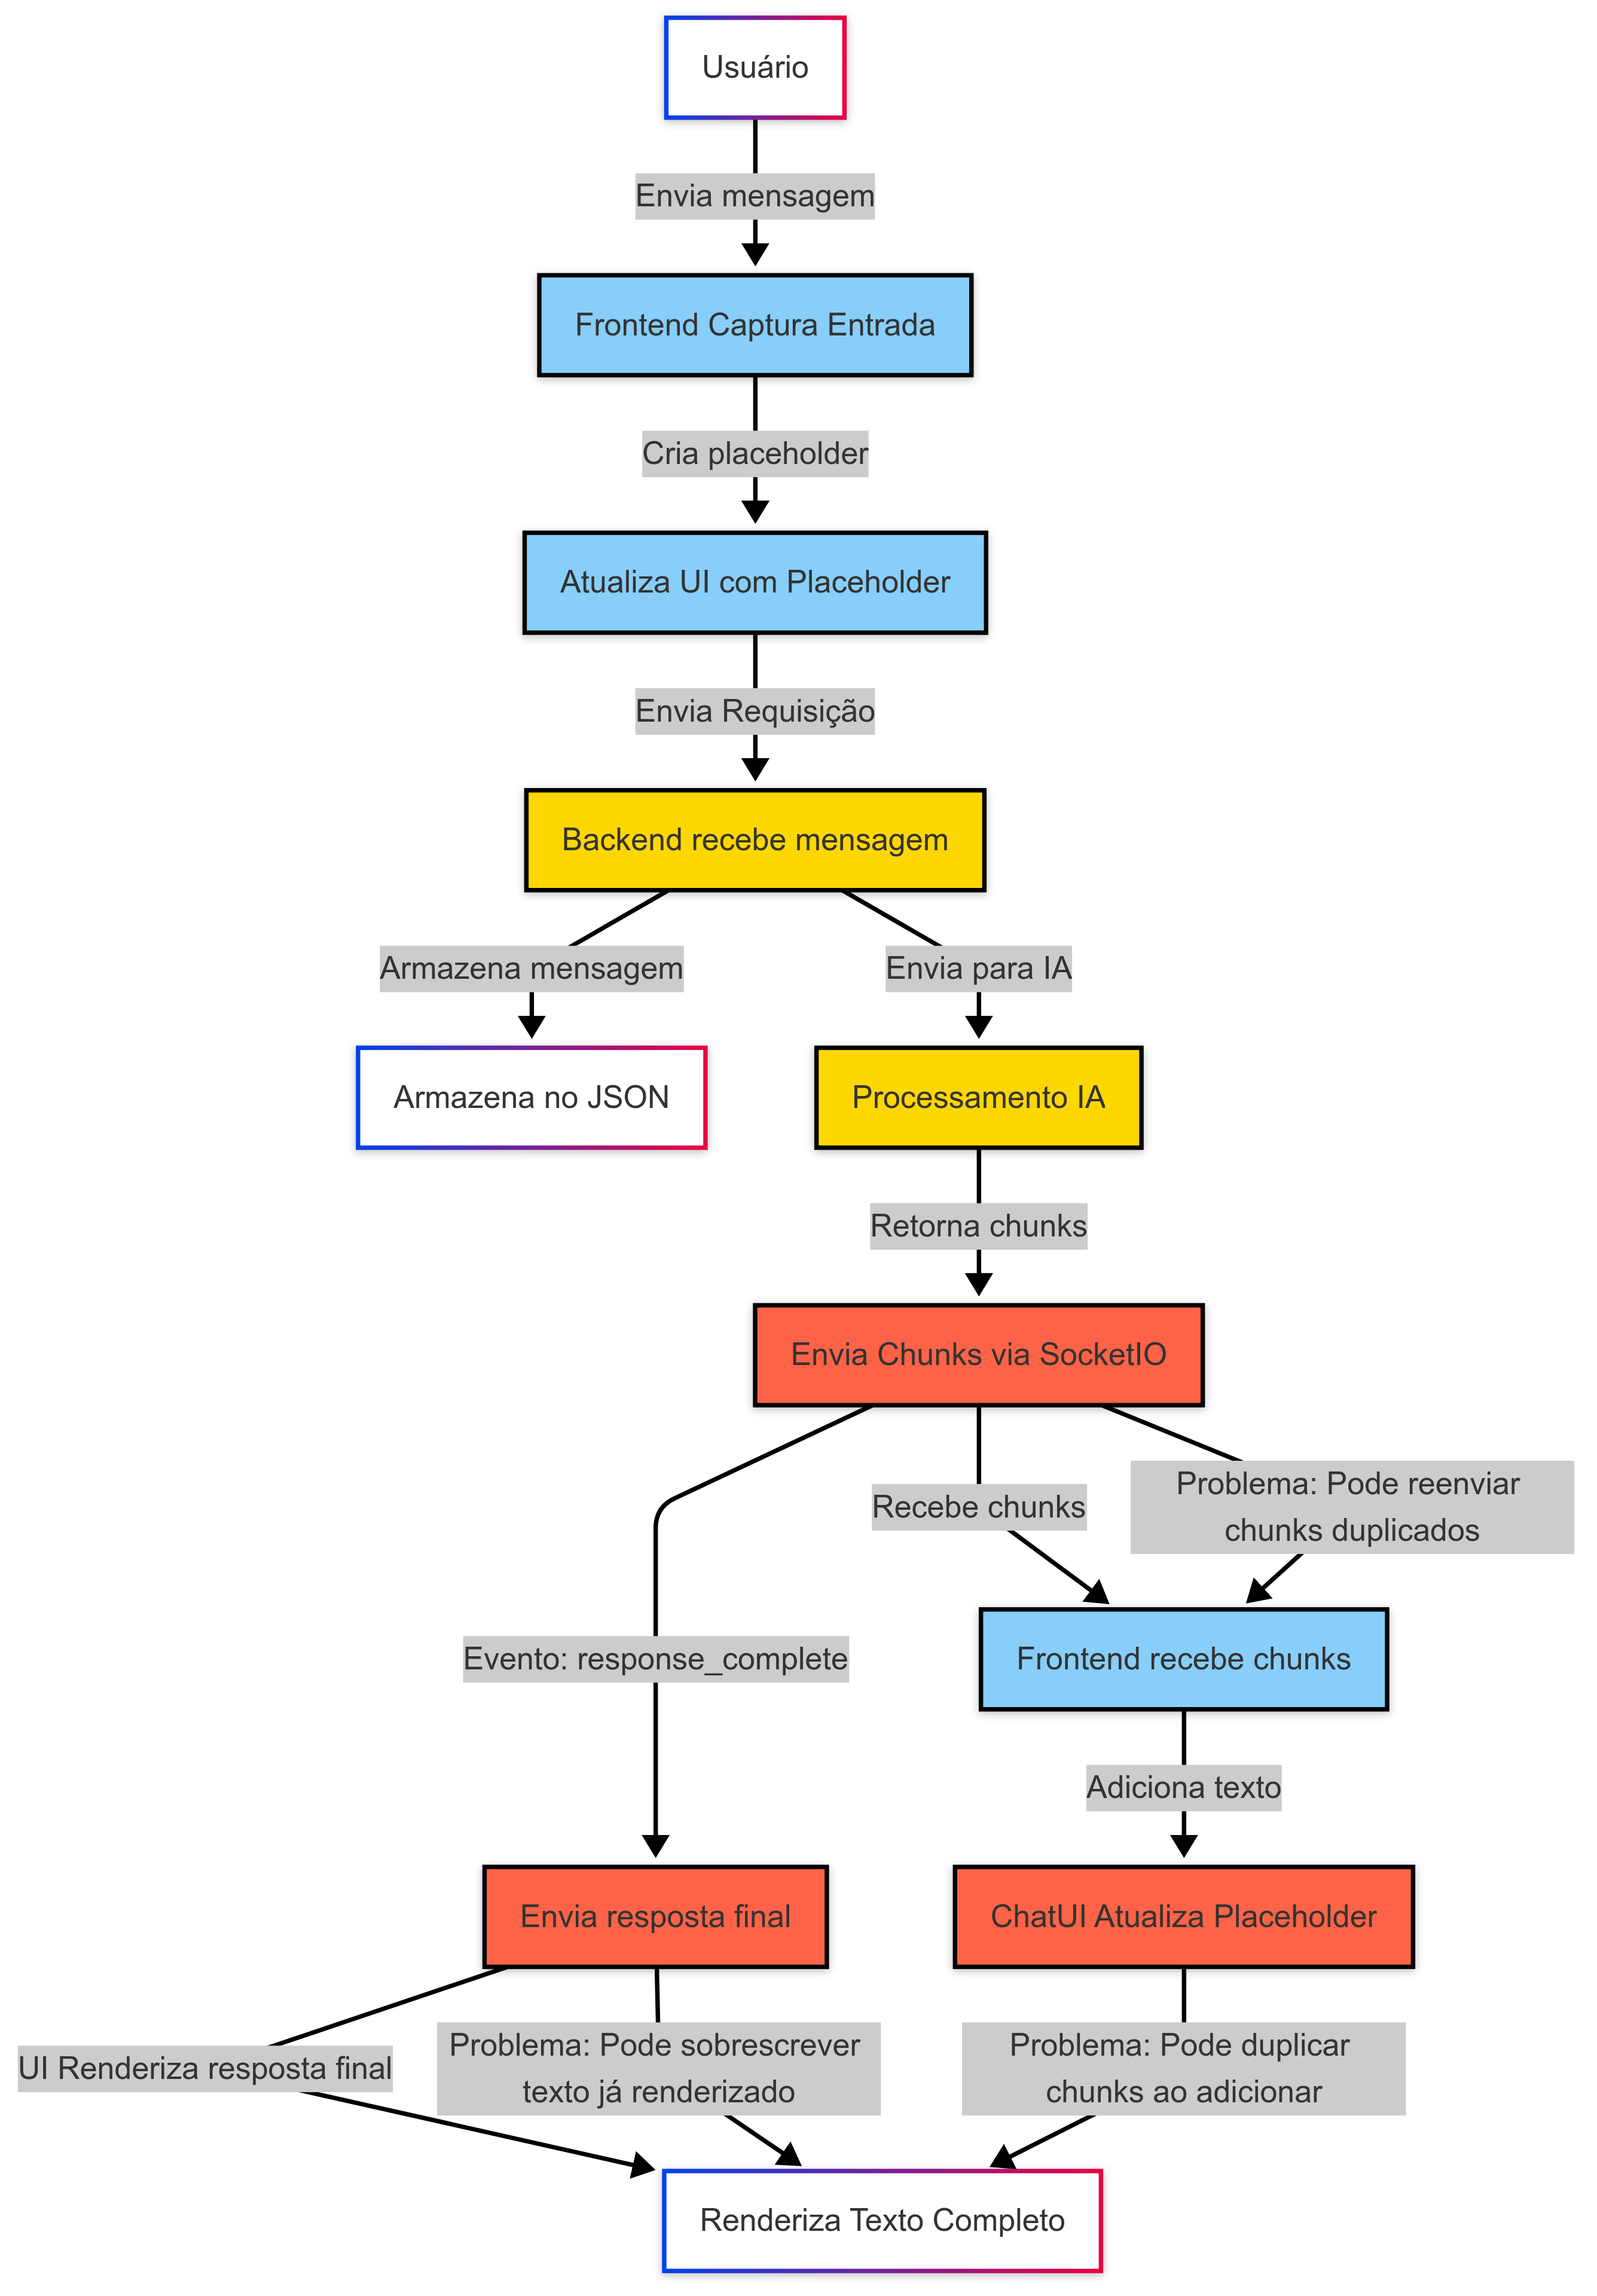 Usuário
Envia mensagem
Frontend Captura Entrada
Cria placeholder
Atualiza UI com Placeholder
Envia Requisição
Backend recebe mensagem
Armazena mensagem
Envia para IA
Armazena no JSON
Processamento IA
Retorna chunks
Envia Chunks via SocketIO
Recebe chunks
Problema: Pode reenviar
chunks duplicados
Evento: response_complete
Frontend recebe chunks
Adiciona texto
Envia resposta final
ChatUI Atualiza Placeholder
UI Renderiza resposta final
Problema: Pode sobrescrever
texto já renderizado
Problema: Pode duplicar
chunks ao adicionar
Renderiza Texto Completo